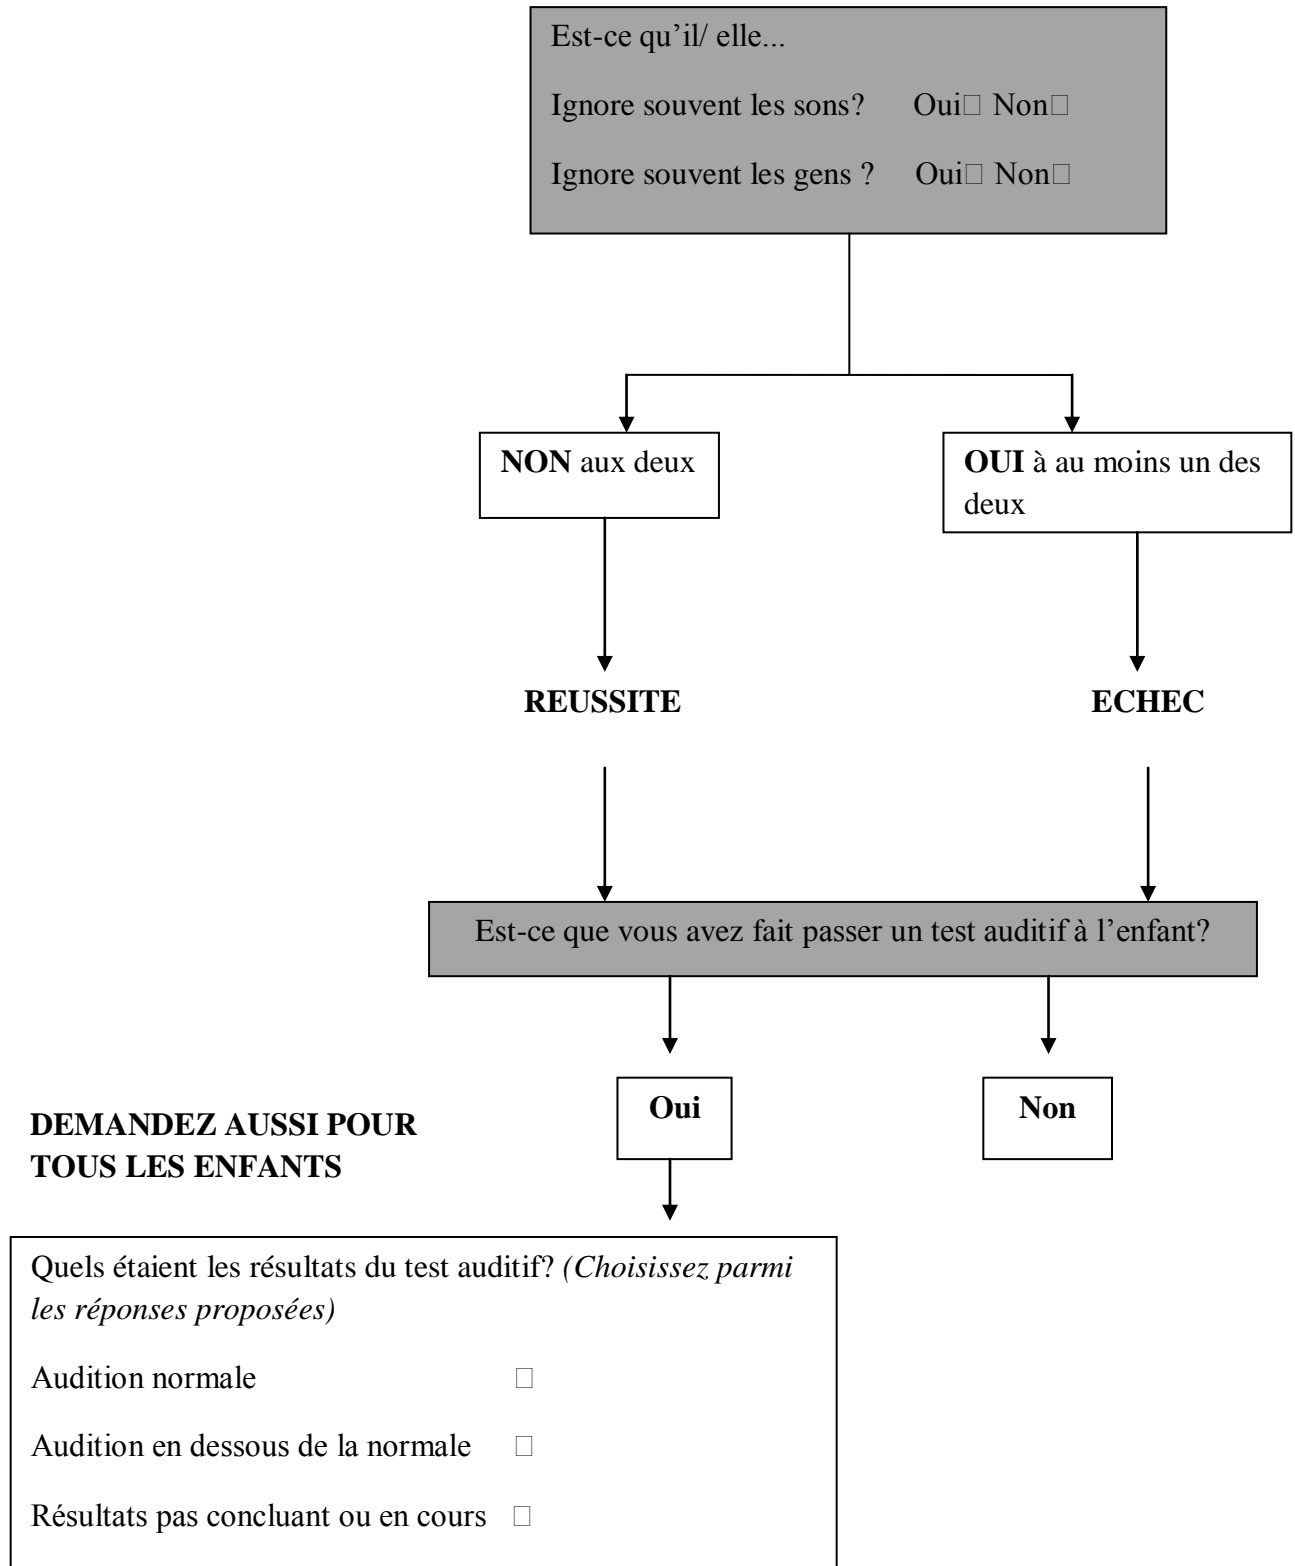 Est-ce qu’il/ elle...
Ignore souvent les sons? Oui□ Non□
Ignore souvent les gens ? Oui□ Non□
NON aux deux
OUI à au moins un des
deux
REUSSITE
ECHEC
Est-ce que vous avez fait passer un test auditif à l’enfant?
Oui
Non
DEMANDEZ AUSSI POUR
TOUS LES ENFANTS
Quels étaient les résultats du test auditif? (Choisissez parmi
les réponses proposées)
Audition normale □
Audition en dessous de la normale □
Résultats pas concluant ou en cours □